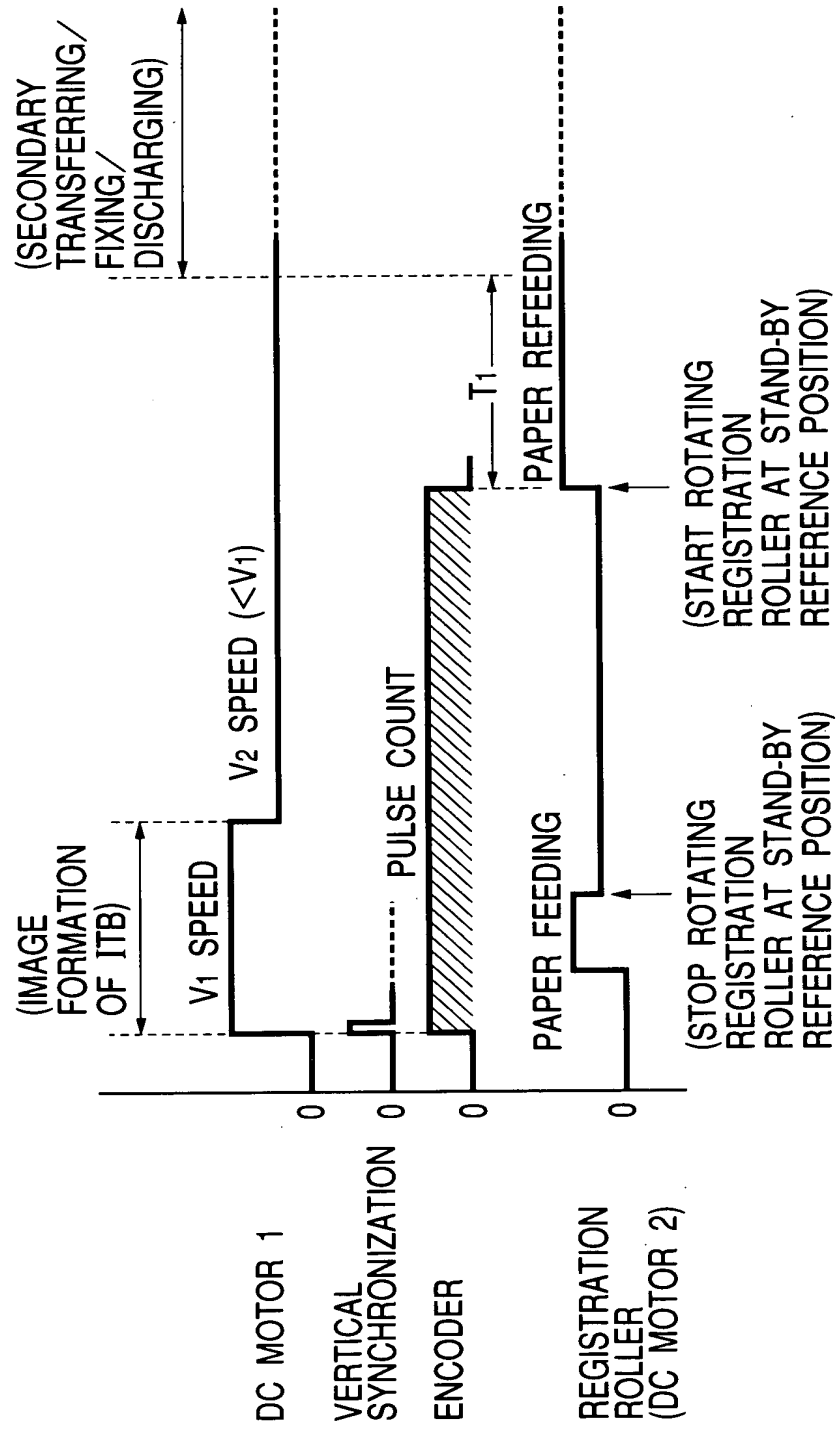 (SECONDARY
TRANSFERRING/
FIXING/
DISCHARGING)
(IMAGE
FORMATION
OF ITB)
V1 SPEED
V2 SPEED (<V1)
DC MOTOR 1
0
VERTICAL
SYNCHRONIZATION
0
PULSE COUNT
ENCODER
0
T1
PAPER FEEDING
PAPER REFEEDING
REGISTRATION
ROLLER
(DC MOTOR 2)
0
(STOP ROTATING
REGISTRATION
ROLLER AT STAND-BY
REFERENCE POSITION)
(START ROTATING
REGISTRATION
ROLLER AT STAND-BY
REFERENCE POSITION)